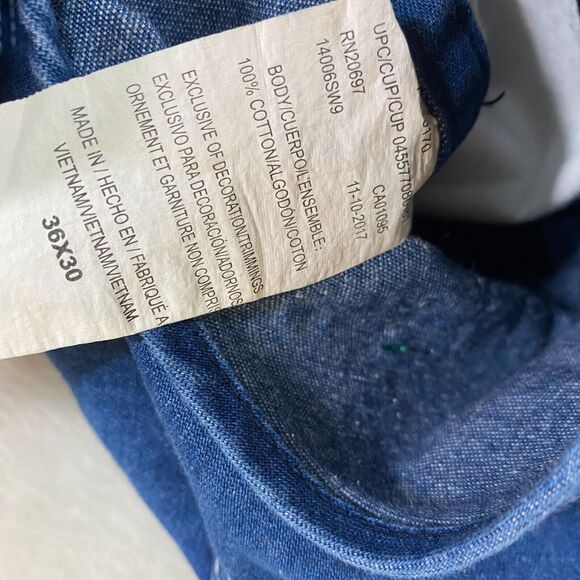 UPC/CUP/CUP
RN20697 CA01095
14006SW9 11-10-2017
BODY/CUERPO/L'ENSEMBLE:
100% COTTON/ALGODÓN/COTON
EXCLUSIVE OF DECORATION/TRIMMINGS
EXCLUSIVO PARA DECORACIÓN/ADORNOS
ORNEMENT ET GARNITURE NON COMPRIS
MADE IN / HECHO EN / FABRIQUÉ A
VIETNAM/VIETNAM/VIETNAM
36X30